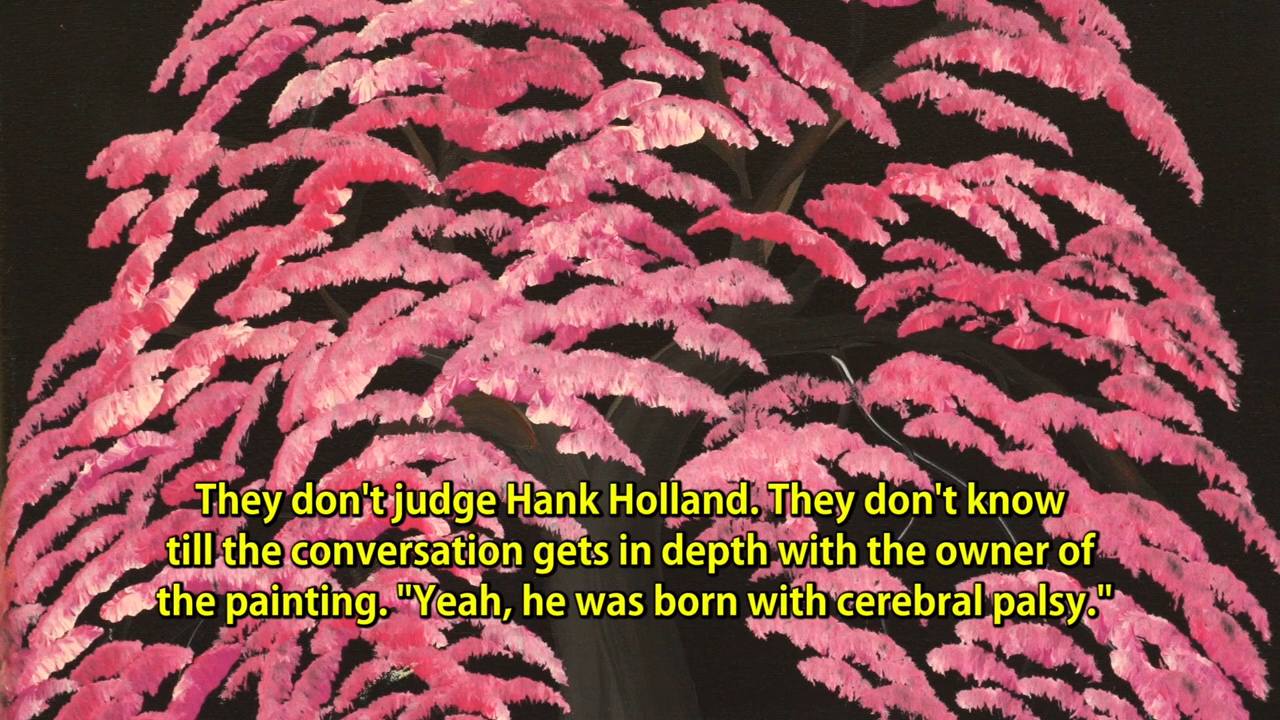 They don't judge Hank Holland. They don't know
till the conversation gets in depth with the owner of
the painting. "Yeah, he was born with cerebral palsy."